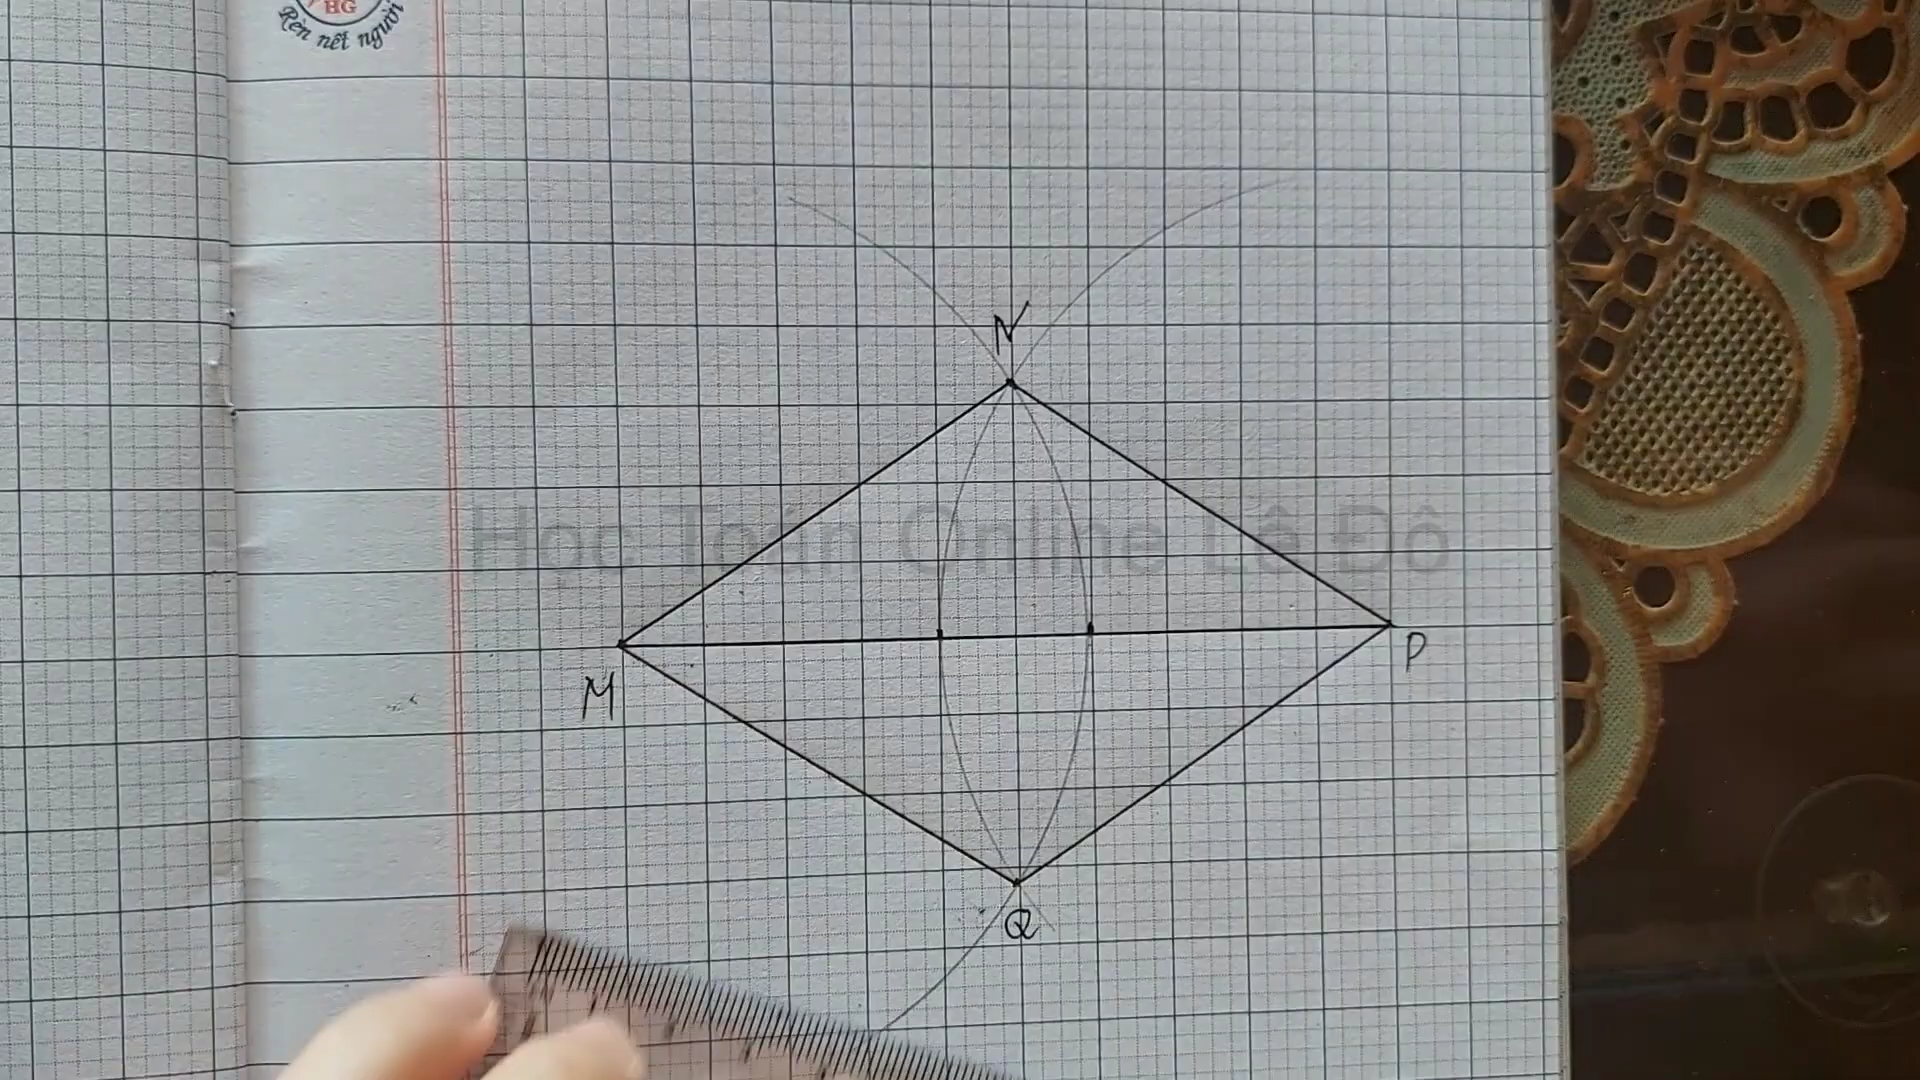 HG
Rèn nết người
N
Học Toán Online Lê Đô
M
P
Q